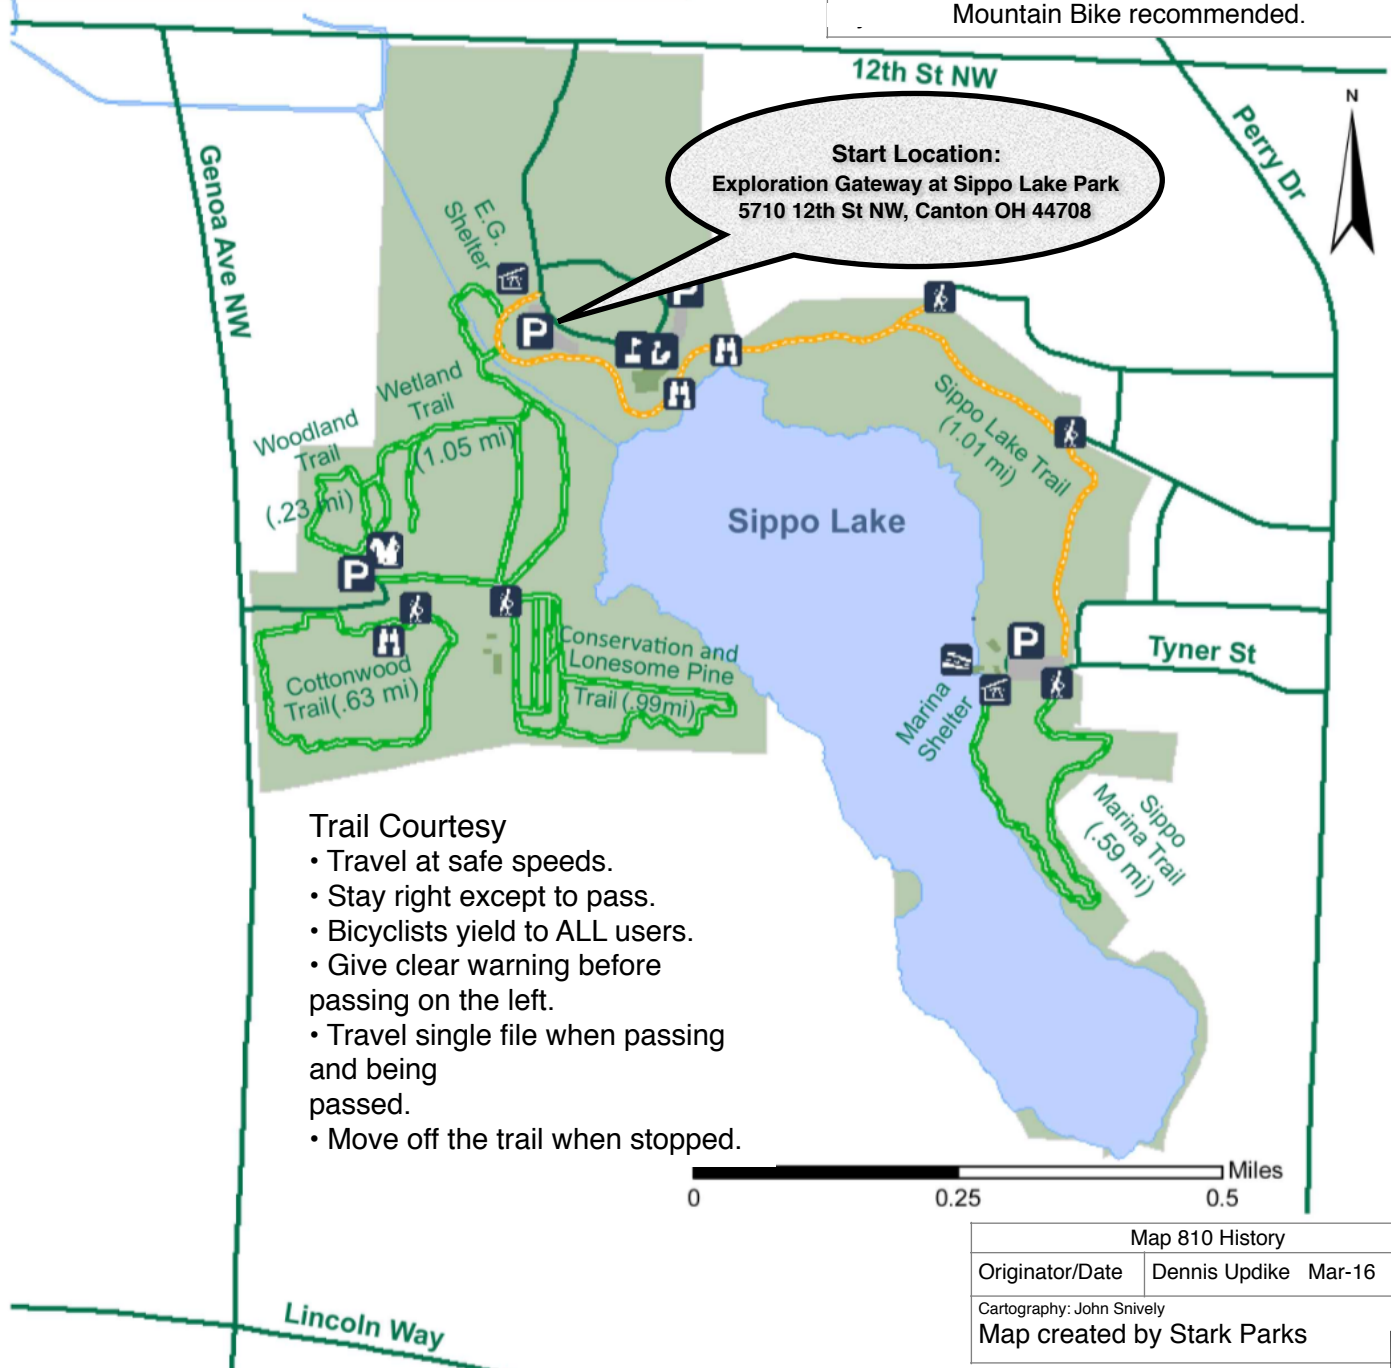 Mountain Bike recommended.
12th St NW
N
Perry Dr
Genoa Ave NW
Start Location:
Exploration Gateway at Sippo Lake Park
5710 12th St NW, Canton OH 44708
E.G.
Shelter
P
P
Wetland
Trail
(1.05 mi)
Woodland
Trail
(.23 mi)
Sippo Lake Trail
(1.01 mi)
Sippo Lake
P
P
Tyner St
Conservation and
Lonesome Pine
Trail (.99mi)
Cottonwood
Trail(.63 mi)
Marina
Shelter
Sippo
Marina Trail
(.59 mi)
Trail Courtesy
• Travel at safe speeds.
• Stay right except to pass.
• Bicyclists yield to ALL users.
• Give clear warning before
passing on the left.
• Travel single file when passing
and being
passed.
• Move off the trail when stopped.
Miles
0 0.25 0.5
Map 810 History
Originator/Date Dennis Updike Mar-16
Cartography: John Snively
Map created by Stark Parks
Lincoln Way